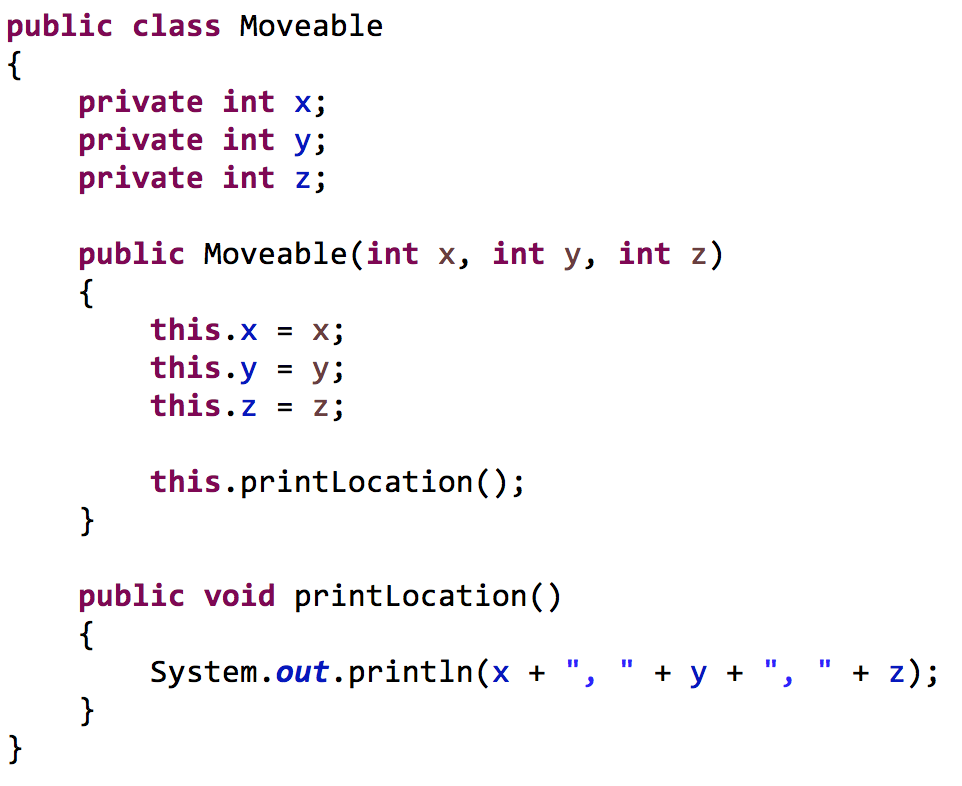 public class Moveable
{
    private int x;
    private int y;
    private int z;

    public Moveable(int x, int y, int z)
    {
        this.x = x;
        this.y = y;
        this.z = z;

        this.printLocation();
    }

    public void printLocation()
    {
        System.out.println(x + ", " + y + ", " + z);
    }
}